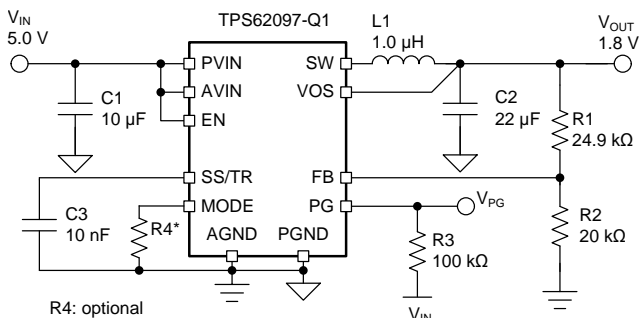 TPS62097-Q1
VIN
5.0 V
PVIN
AVIN
EN
SS/TR
MODE
AGND
PGND
SW
VOS
FB
PG
L1
1.0 µH
VOUT
1.8 V
C1
10 µF
C2
22 µF
R1
24.9 kΩ
C3
10 nF
R4*
VPG
R3
100 kΩ
R2
20 kΩ
VIN
R4: optional